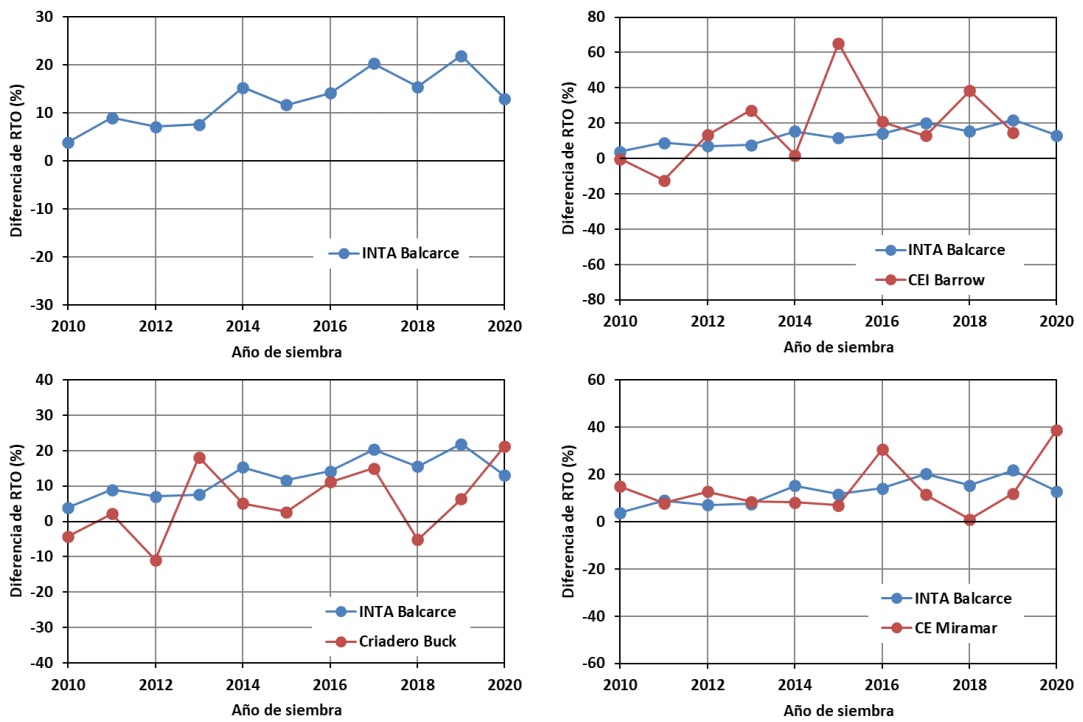 30
20
10
0
-10
-20
-30
Diferencia de RTO (%)
INTA Balcarce
2010 2012 2014 2016 2018 2020
Año de siembra
80
60
40
20
0
-20
-40
-60
-80
Diferencia de RTO (%)
INTA Balcarce
CEI Barrow
2010 2012 2014 2016 2018 2020
Año de siembra
40
30
20
10
0
-10
-20
-30
-40
Diferencia de RTO (%)
INTA Balcarce
Criadero Buck
2010 2012 2014 2016 2018 2020
Año de siembra
60
40
20
0
-20
-40
-60
Diferencia de RTO (%)
INTA Balcarce
CE Miramar
2010 2012 2014 2016 2018 2020
Año de siembra